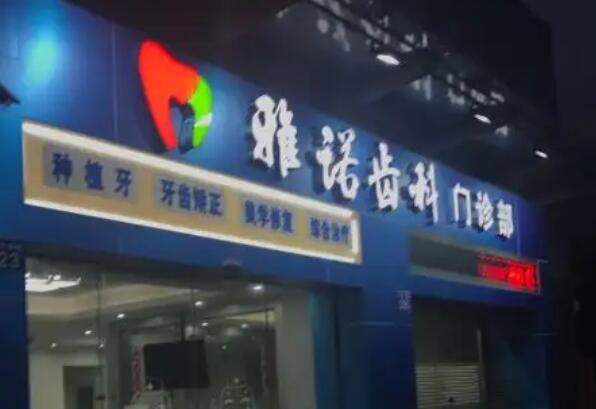 雅诺齿科 门诊部
种植牙 牙齿矫正 美学修复 综合治疗
23